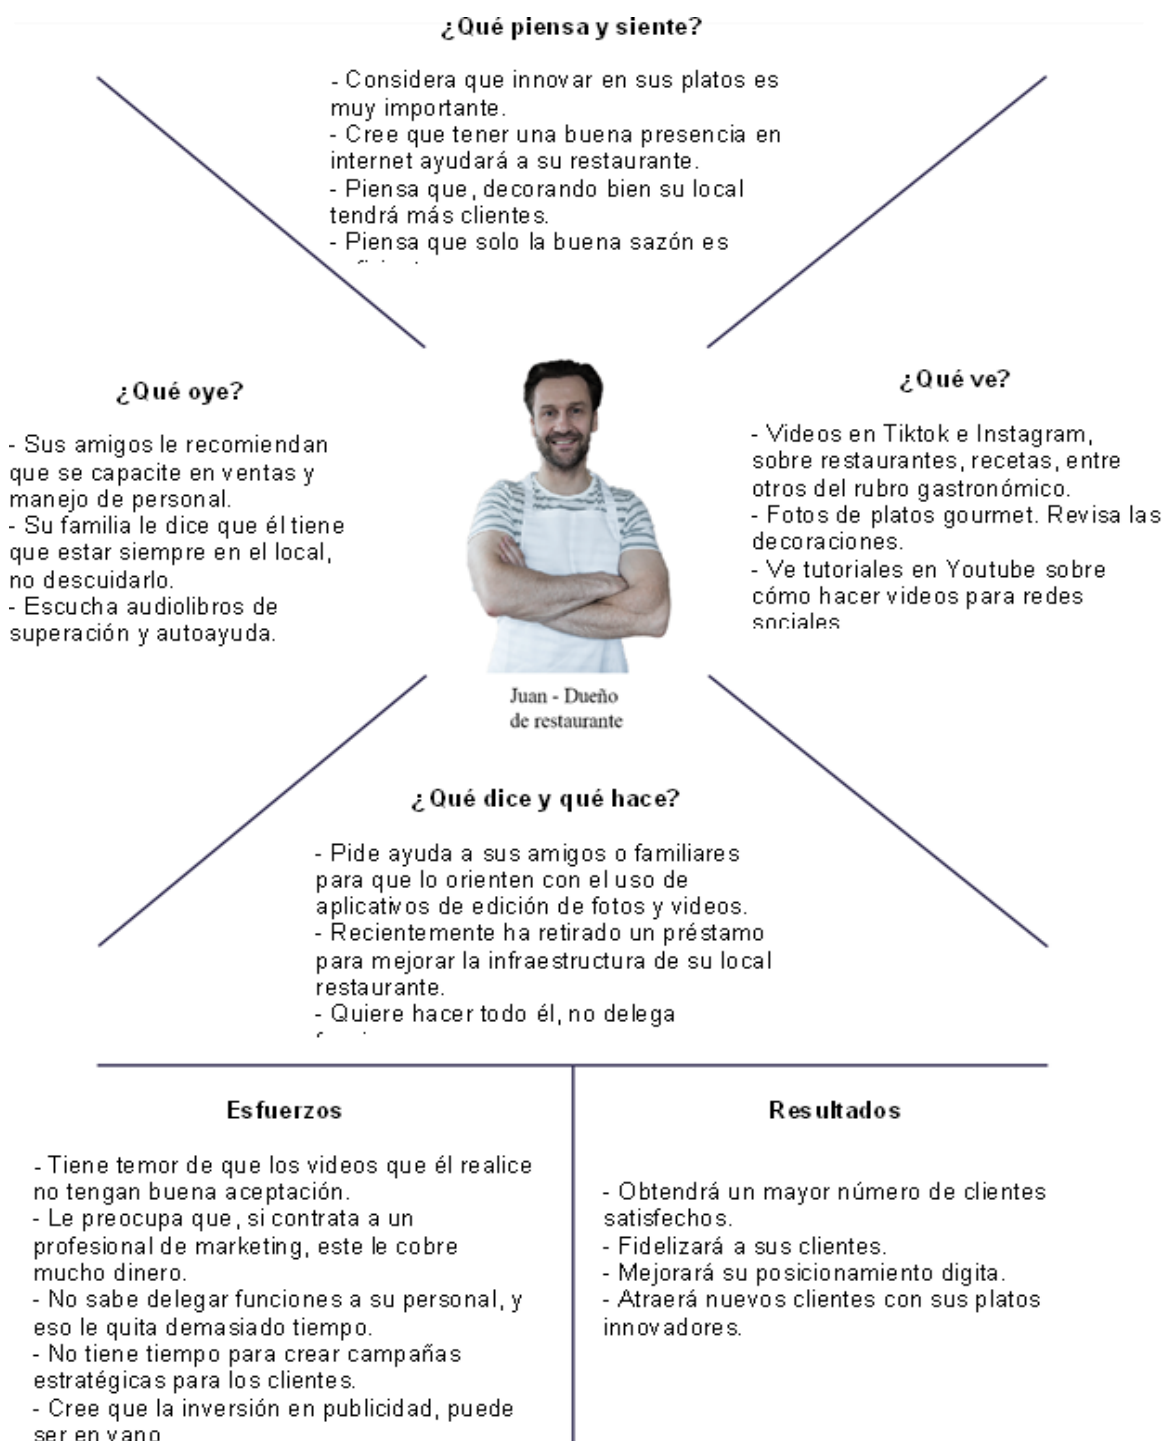 ¿Qué piensa y siente?
- Considera que innovar en sus platos es
muy importante.
- Cree que tener una buena presencia en
internet ayudará a su restaurante.
- Piensa que, decorando bien su local
tendrá más clientes.
- Piensa que solo la buena sazón es
¿Qué oye?
- Sus amigos le recomiendan
que se capacite en ventas y
manejo de personal.
- Su familia le dice que él tiene
que estar siempre en el local,
no descuidarlo.
- Escucha audiolibros de
superación y autoayuda.
¿Qué ve?
- Videos en Tiktok e Instagram,
sobre restaurantes, recetas, entre
otros del rubro gastronómico.
- Fotos de platos gourmet. Revisa las
decoraciones.
- Ve tutoriales en Youtube sobre
cómo hacer videos para redes
sociales
Juan - Dueño
de restaurante
¿Qué dice y qué hace?
- Pide ayuda a sus amigos o familiares
para que lo orienten con el uso de
aplicativos de edición de fotos y videos.
- Recientemente ha retirado un préstamo
para mejorar la infraestructura de su local
restaurante.
- Quiere hacer todo él, no delega
Esfuerzos
- Tiene temor de que los videos que él realice
no tengan buena aceptación.
- Le preocupa que, si contrata a un
profesional de marketing, este le cobre
mucho dinero.
- No sabe delegar funciones a su personal, y
eso le quita demasiado tiempo.
- No tiene tiempo para crear campañas
estratégicas para los clientes.
- Cree que la inversión en publicidad, puede
ser en vano
Resultados
- Obtendrá un mayor número de clientes
satisfechos.
- Fidelizará a sus clientes.
- Mejorará su posicionamiento digita.
- Atraerá nuevos clientes con sus platos
innovadores.